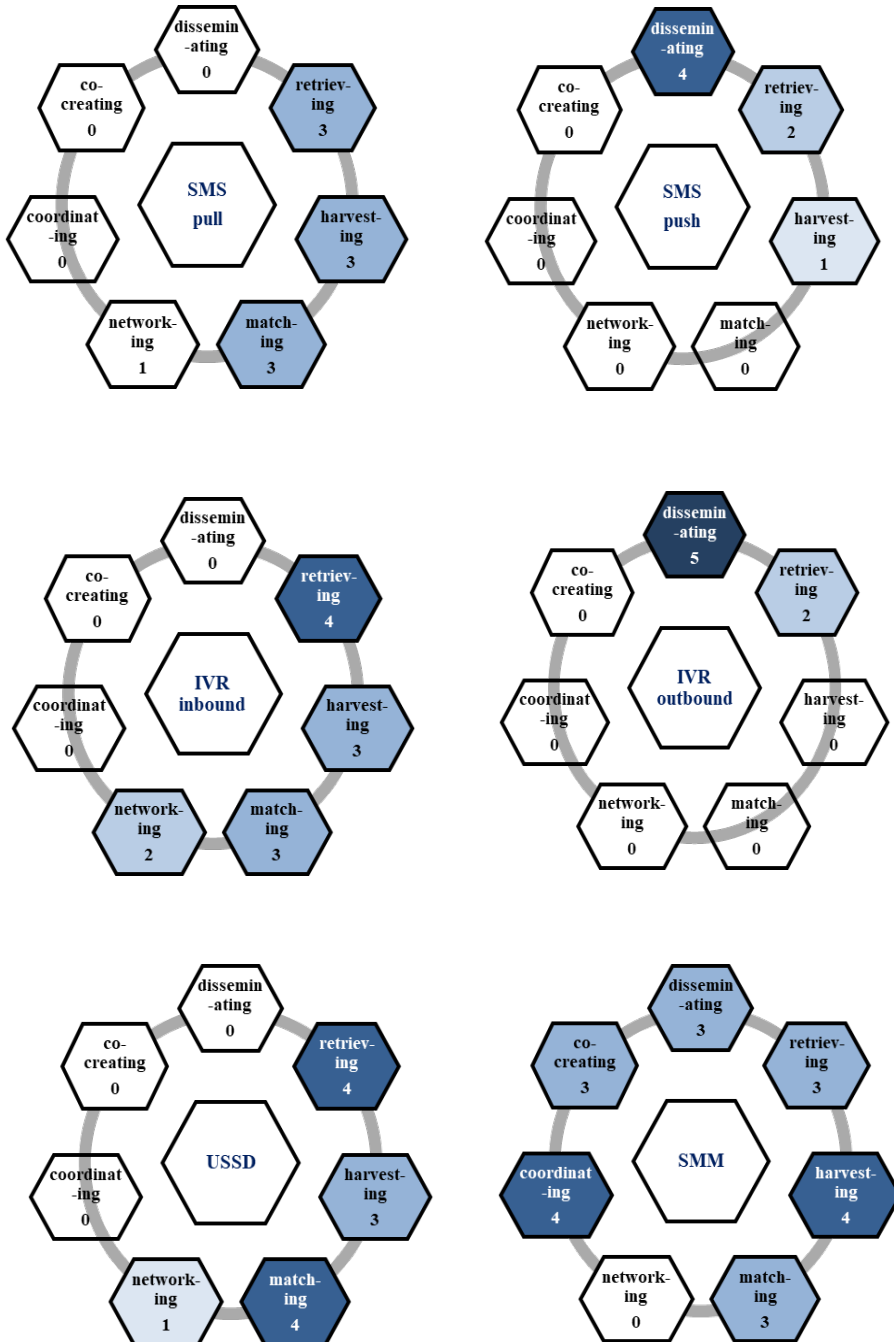 dissemin
-ating
0
co-
creating
0
retriev-
ing
3
SMS
pull
coordinat
-ing
0
harvest-
ing
3
network-
ing
1
match-
ing
3
dissemin
-ating
4
co-
creating
0
retriev-
ing
2
SMS
push
coordinat
-ing
0
harvest-
ing
1
network-
ing
0
match-
ing
0
dissemin
-ating
0
co-
creating
0
retriev-
ing
4
IVR
inbound
coordinat
-ing
0
harvest-
ing
3
network-
ing
2
match-
ing
3
dissemin
-ating
5
co-
creating
0
retriev-
ing
2
IVR
outbound
coordinat
-ing
0
harvest-
ing
0
network-
ing
0
match-
ing
0
dissemin
-ating
0
co-
creating
0
retriev-
ing
4
USSD
coordinat
-ing
0
harvest-
ing
3
network-
ing
1
match-
ing
4
dissemin
-ating
3
co-
creating
3
retriev-
ing
3
SMM
coordinat
-ing
4
harvest-
ing
4
network-
ing
0
match-
ing
3